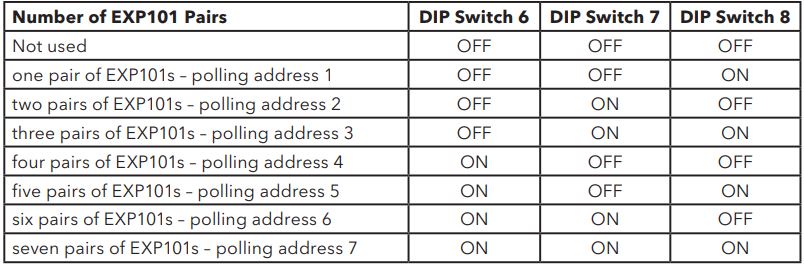 Number of EXP101 Pairs DIP Switch 6 DIP Switch 7 DIP Switch 8
Not used OFF OFF OFF
one pair of EXP101s – polling address 1 OFF OFF ON
two pairs of EXP101s – polling address 2 OFF ON OFF
three pairs of EXP101s – polling address 3 OFF ON ON
four pairs of EXP101s – polling address 4 ON OFF OFF
five pairs of EXP101s – polling address 5 ON OFF ON
six pairs of EXP101s – polling address 6 ON ON OFF
seven pairs of EXP101s – polling address 7 ON ON ON